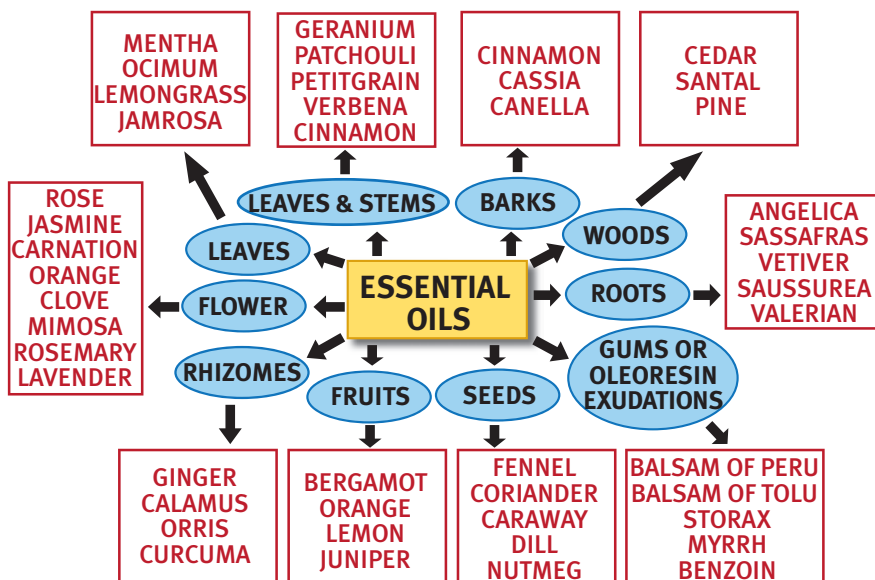 MENTHA
OCIMUM
LEMONGRASS
JAMROSA
GERANIUM
PATCHOULI
PETITGRAIN
VERBENA
CINNAMON
CINNAMON
CASSIA
CANELLA
CEDAR
SANTAL
PINE
LEAVES & STEMS
BARKS
WOODS
LEAVES
ROSE
JASMINE
CARNATION
ORANGE
CLOVE
MIMOSA
ROSEMARY
LAVENDER
FLOWER
ESSENTIAL
OILS
ROOTS
ANGELICA
SASSAFRAS
VETIVER
SAUSSUREA
VALERIAN
RHIZOMES
FRUITS
SEEDS
GUMS OR
OLEORESIN
EXUDATIONS
GINGER
CALAMUS
ORRIS
CURCUMA
BERGAMOT
ORANGE
LEMON
JUNIPER
FENNEL
CORIANDER
CARAWAY
DILL
NUTMEG
BALSAM OF PERU
BALSAM OF TOLU
STORAX
MYRRH
BENZOIN